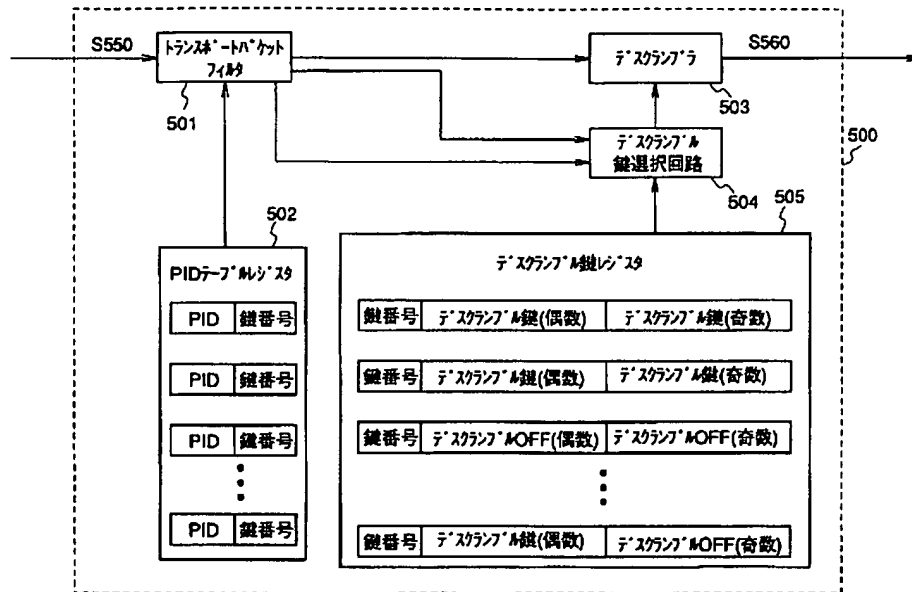 S550
ﾄﾗﾝｽﾎﾟｰﾄﾊﾟｹｯﾄ
ﾌｨﾙﾀ
501
ﾃﾞｽｸﾗﾝﾌﾞﾗ
503
S560
ﾃﾞｽｸﾗﾝﾌﾞﾙ
鍵選択回路
504
500
502
PIDﾃｰﾌﾞﾙﾚｼﾞｽﾀ
PID 鍵番号
PID 鍵番号
PID 鍵番号
PID 鍵番号
505
ﾃﾞｽｸﾗﾝﾌﾞﾙ鍵ﾚｼﾞｽﾀ
鍵番号 ﾃﾞｽｸﾗﾝﾌﾞﾙ鍵(偶数) ﾃﾞｽｸﾗﾝﾌﾞﾙ鍵(奇数)
鍵番号 ﾃﾞｽｸﾗﾝﾌﾞﾙ鍵(偶数) ﾃﾞｽｸﾗﾝﾌﾞﾙ鍵(奇数)
鍵番号 ﾃﾞｽｸﾗﾝﾌﾞﾙOFF(偶数) ﾃﾞｽｸﾗﾝﾌﾞﾙOFF(奇数)
鍵番号 ﾃﾞｽｸﾗﾝﾌﾞﾙ鍵(偶数) ﾃﾞｽｸﾗﾝﾌﾞﾙOFF(奇数)